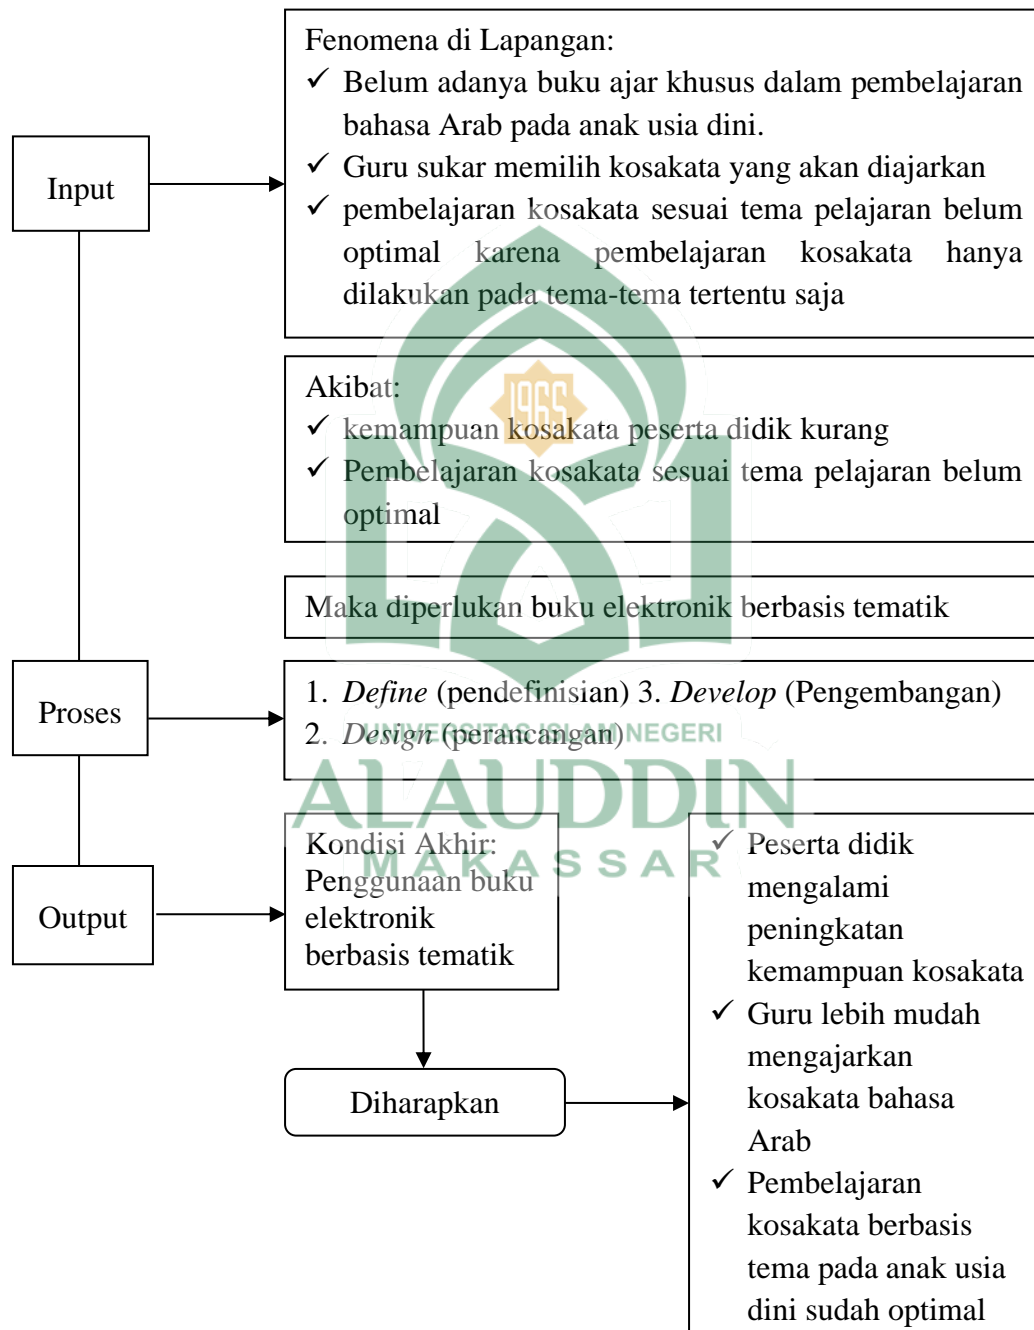 Fenomena di Lapangan:
✓ Belum adanya buku ajar khusus dalam pembelajaran
bahasa Arab pada anak usia dini.
✓ Guru sukar memilih kosakata yang akan diajarkan
✓ pembelajaran kosakata sesuai tema pelajaran belum
optimal karena pembelajaran kosakata hanya
dilakukan pada tema-tema tertentu saja
Input
1965
Akibat:
✓ kemampuan kosakata peserta didik kurang
✓ Pembelajaran kosakata sesuai tema pelajaran belum
optimal
Maka diperlukan buku elektronik berbasis tematik
Proses
1. Define (pendefinisian) 3. Develop (Pengembangan)
2. Design (perancangan)
UNIVERSITAS ISLAM NEGERI
ALAUDDIN
MAKASSAR
Output
Kondisi Akhir:
Penggunaan buku
elektronik
berbasis tematik
Diharapkan
✓ Peserta didik
mengalami
peningkatan
kemampuan kosakata
✓ Guru lebih mudah
mengajarkan
kosakata bahasa
Arab
✓ Pembelajaran
kosakata berbasis
tema pada anak usia
dini sudah optimal